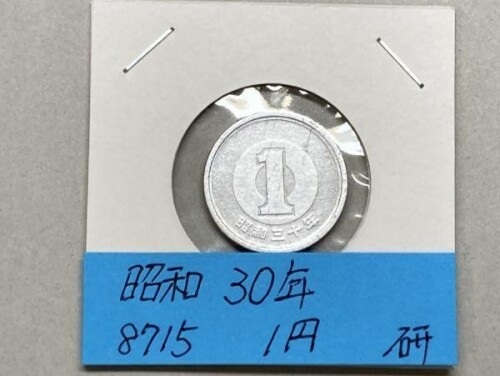 1
昭和三十年
昭和 30年
8715 1円 研